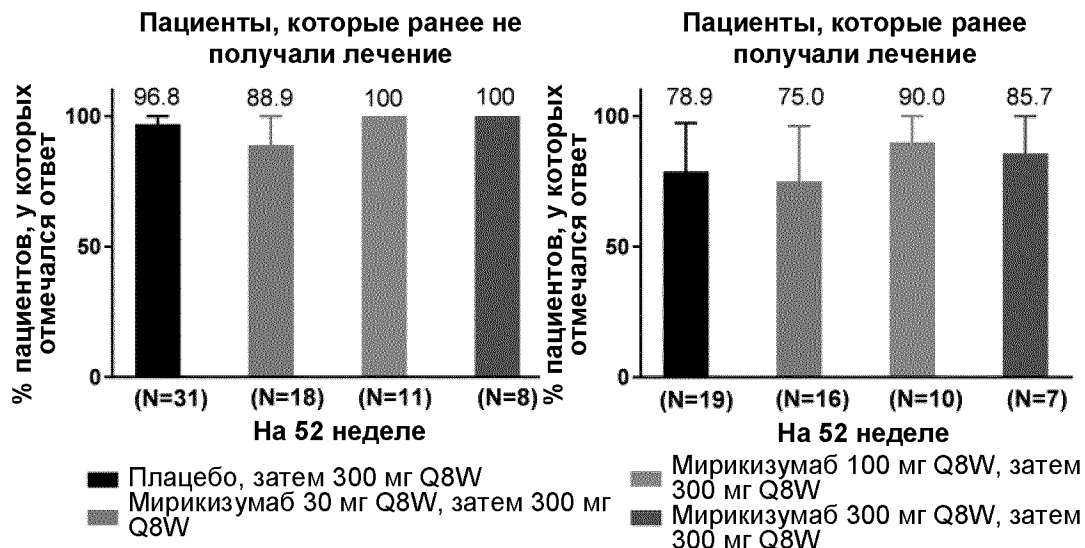 Пациенты, которые ранее не
получали лечение
% пациентов, у которых
отмечался ответ
100
50
0
96.8 88.9 100 100
(N=31) (N=18) (N=11) (N=8)
На 52 неделе
Пациенты, которые ранее
получали лечение
% пациентов, у которых
отмечался ответ
100
50
0
78.9 75.0 90.0 85.7
(N=19) (N=16) (N=10) (N=7)
На 52 неделе
Плацебо, затем 300 мг Q8W
Мирикизумаб 30 мг Q8W, затем 300 мг
Q8W
Мирикизумаб 100 мг Q8W, затем
300 мг Q8W
Мирикизумаб 300 мг Q8W, затем
300 мг Q8W